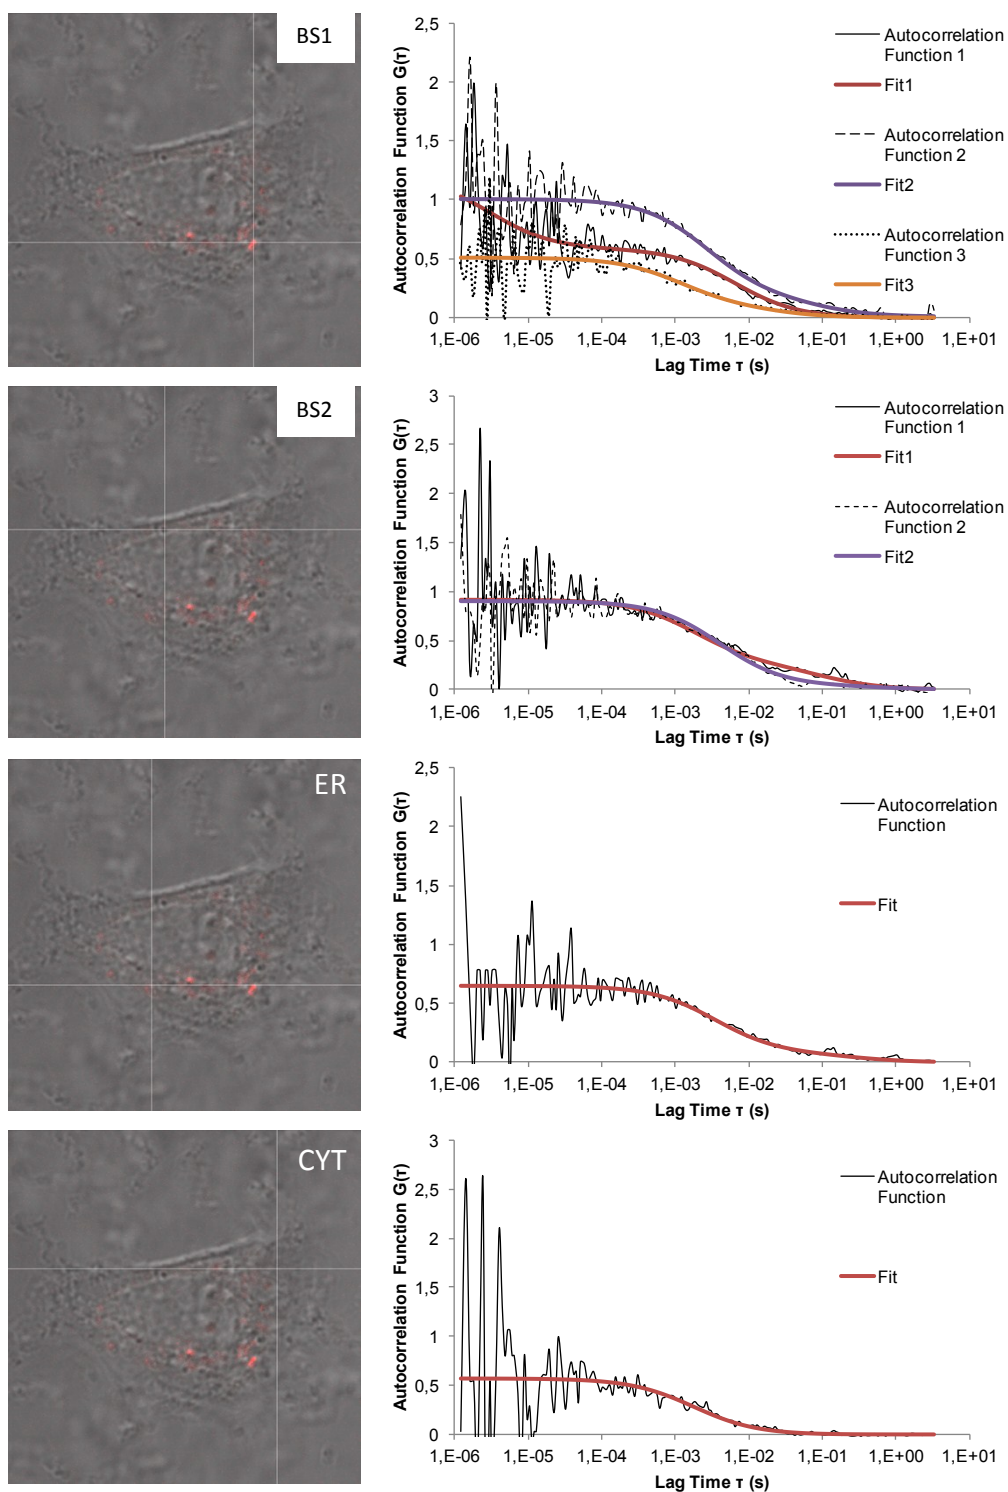 BS1
Autocorrelation Function G(τ)
2,5
2
1,5
1
0,5
0
1,E-06 1,E-05 1,E-04 1,E-03 1,E-02 1,E-01 1,E+00 1,E+01
Lag Time τ (s)
Autocorrelation
Function 1
Fit1
Autocorrelation
Function 2
Fit2
Autocorrelation
Function 3
Fit3
BS2
Autocorrelation Function G(τ)
3
2,5
2
1,5
1
0,5
0
1,E-06 1,E-05 1,E-04 1,E-03 1,E-02 1,E-01 1,E+00 1,E+01
Lag Time τ (s)
Autocorrelation
Function 1
Fit1
Autocorrelation
Function 2
Fit2
ER
Autocorrelation Function G(τ)
2,5
2
1,5
1
0,5
0
1,E-06 1,E-05 1,E-04 1,E-03 1,E-02 1,E-01 1,E+00 1,E+01
Lag Time τ (s)
Autocorrelation
Function
Fit
CYT
Autocorrelation Function G(τ)
3
2,5
2
1,5
1
0,5
0
1,E-06 1,E-05 1,E-04 1,E-03 1,E-02 1,E-01 1,E+00 1,E+01
Lag Time τ (s)
Autocorrelation
Function
Fit